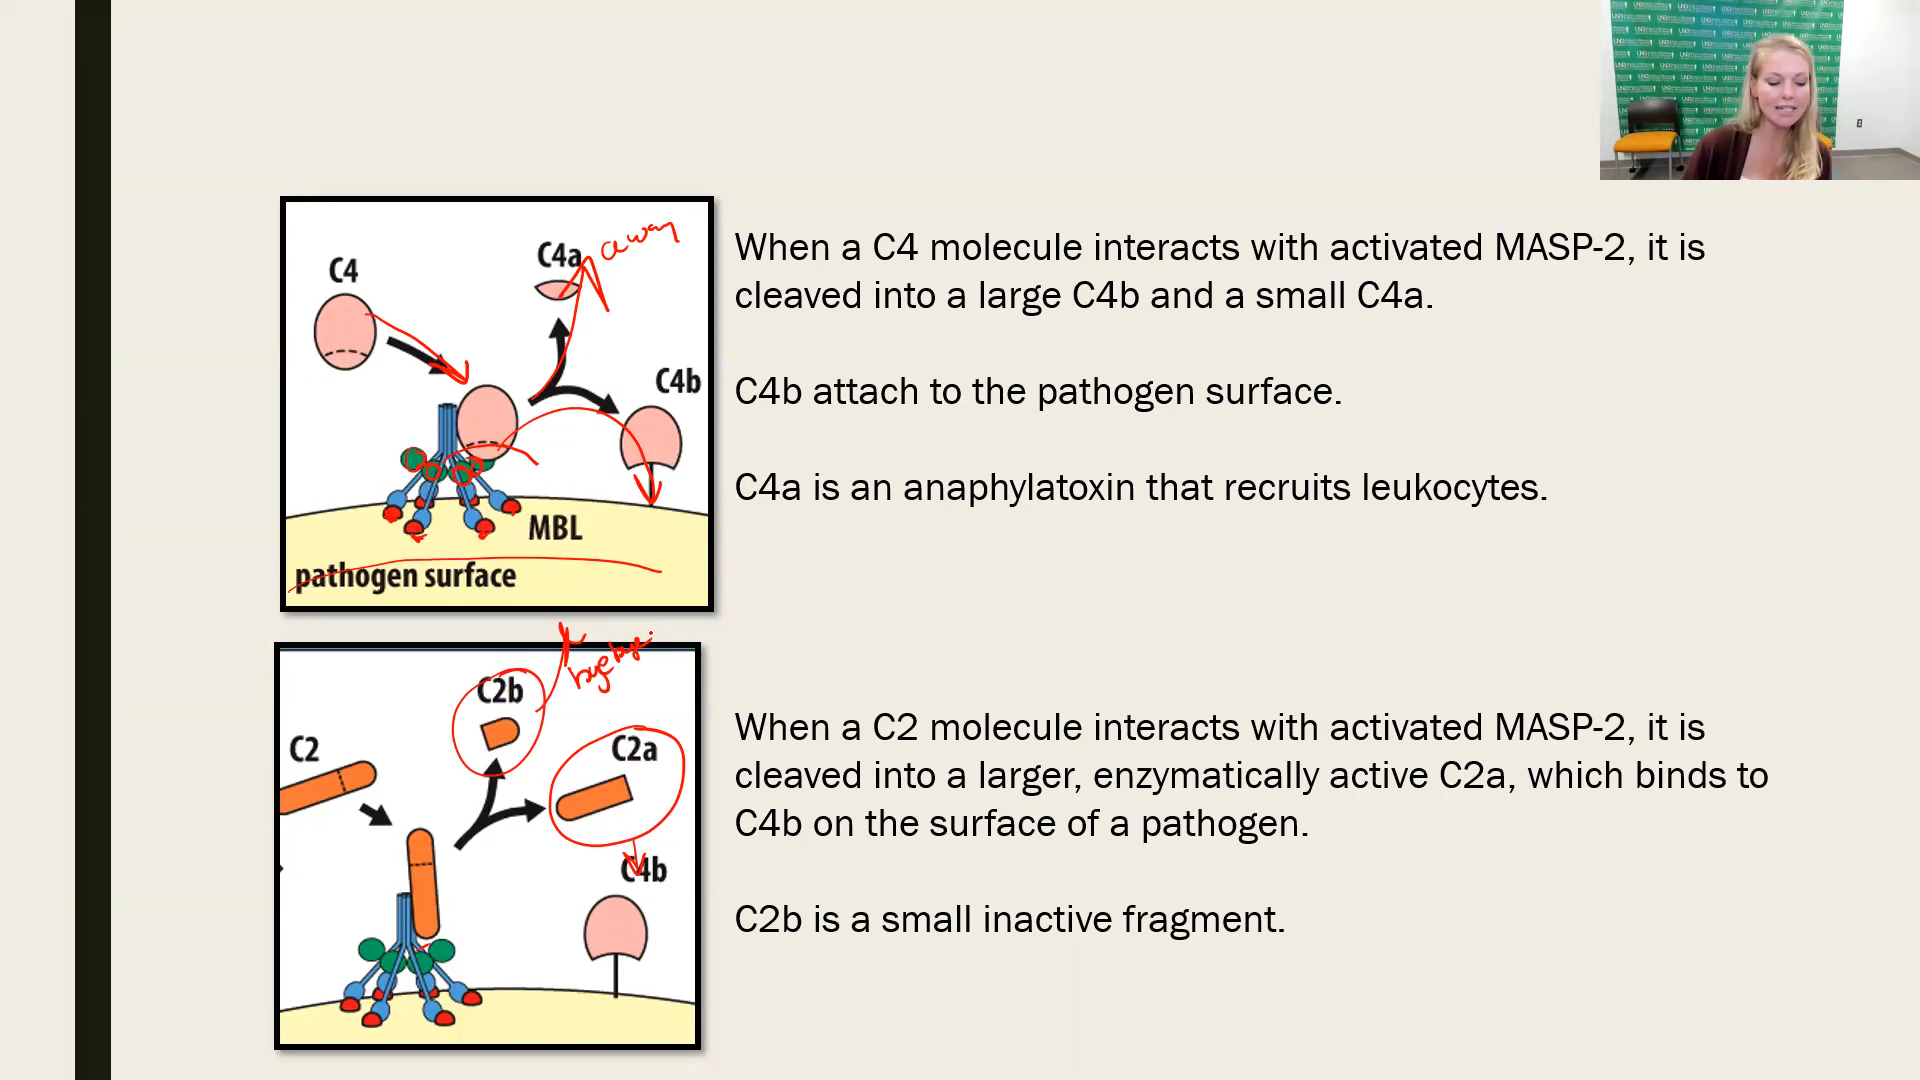 C4
C4a
away
C4b
MBL
pathogen surface
When a C4 molecule interacts with activated MASP-2, it is
cleaved into a large C4b and a small C4a.
C4b attach to the pathogen surface.
C4a is an anaphylatoxin that recruits leukocytes.
C2b
bye bye.
C2
C2a
C4b
When a C2 molecule interacts with activated MASP-2, it is
cleaved into a larger, enzymatically active C2a, which binds to
C4b on the surface of a pathogen.
C2b is a small inactive fragment.